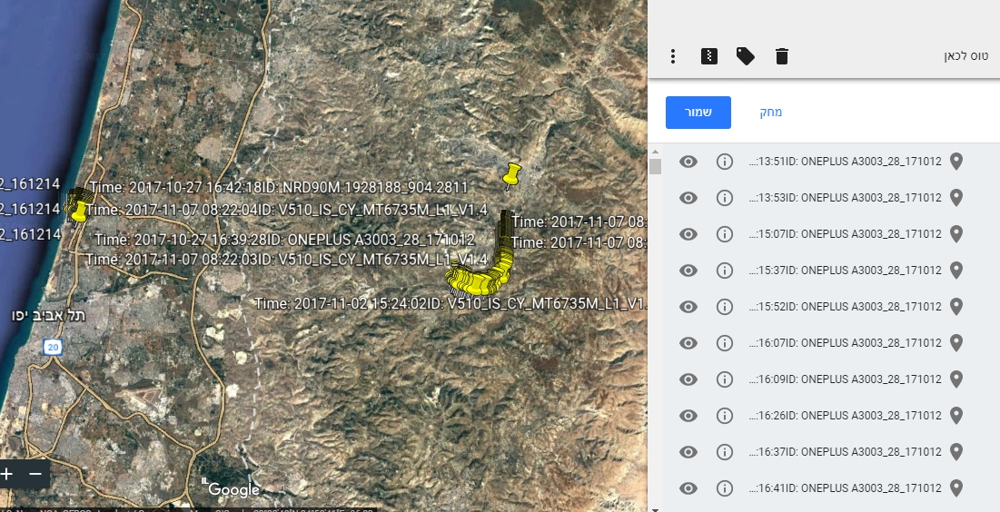 טוס לכאן
שמור
מחק
...:13:51ID: ONEPLUS A3003_28_171012
...:13:53ID: ONEPLUS A3003_28_171012
...:15:07ID: ONEPLUS A3003_28_171012
...:15:37ID: ONEPLUS A3003_28_171012
...:15:52ID: ONEPLUS A3003_28_171012
...:16:07ID: ONEPLUS A3003_28_171012
...:16:09ID: ONEPLUS A3003_28_171012
...:16:26ID: ONEPLUS A3003_28_171012
...:16:37ID: ONEPLUS A3003_28_171012
...:16:41ID: ONEPLUS A3003_28_171012
2_161214
Time: 2017-10-27 16:42:18ID: NRD90M.1928188_904.2811
2_161214
Time: 2017-11-07 08:22:04ID: V510_IS_CY_MT6735M_L1_V1.4
Time: 2017-11-07 08:
2_161214
Time: 2017-10-27 16:39:28ID: ONEPLUS A3003_28_171012
Time: 2017-11-07 08:
Time: 2017-11-07 08:22:03ID: V510_IS_CY_MT6735M_L1_V1.4
Time: 2017-11-02 15:24:02ID: V510_IS_CY_MT6735M_L1_V1.
תל אביב יפו
20
IL
Google